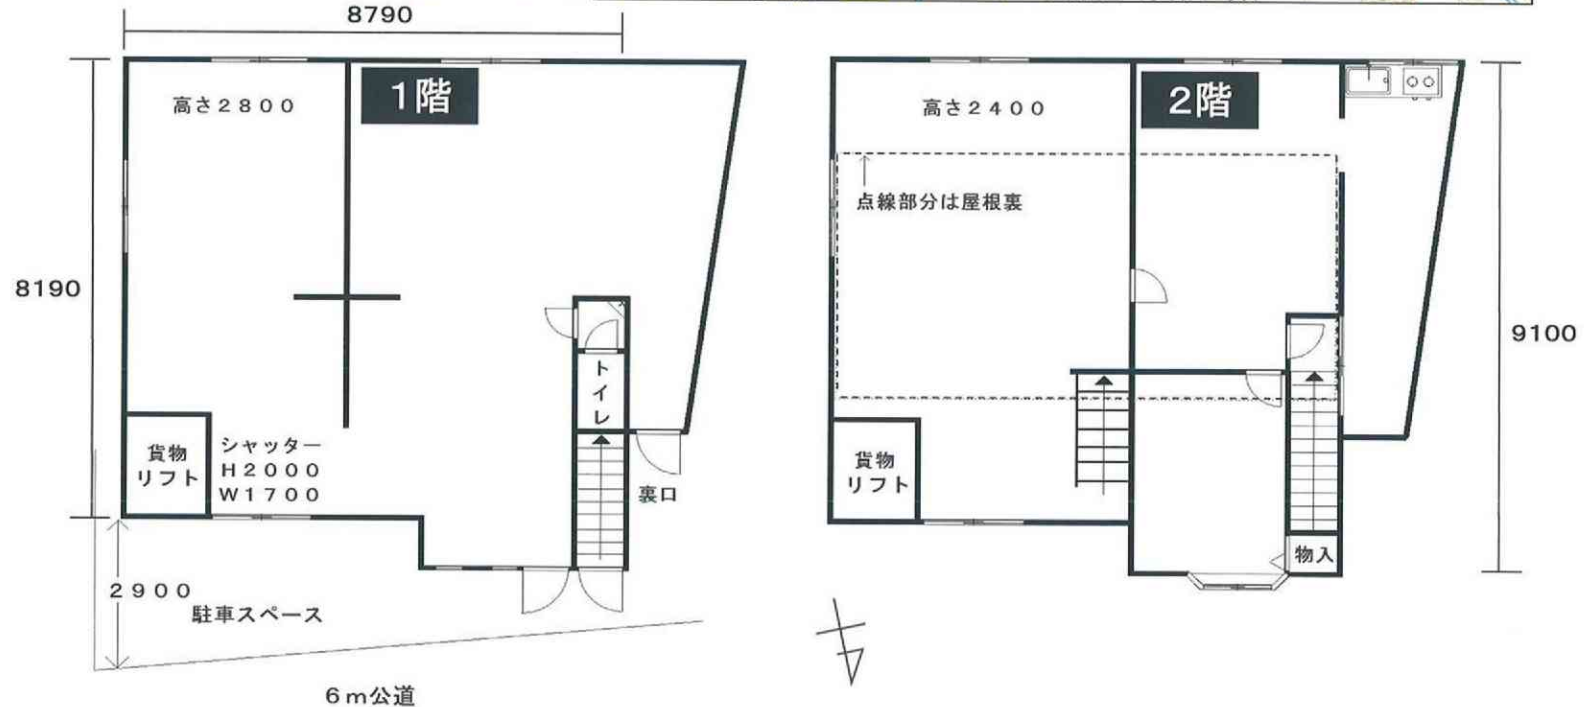 8790
1階
高さ2800
8190
トイレ
貨物
リフト
シャッター
H2000
W1700
裏口
2900
駐車スペース
6m公道
2階
高さ2400
点線部分は屋根裏
9100
貨物
リフト
物入